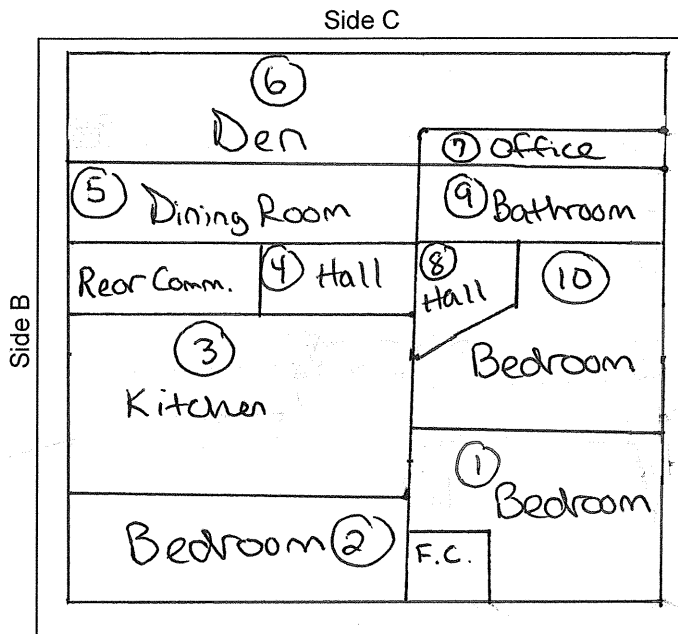 Side C
6
Den
7 Office
5 Dining Room
9 Bathroom
Rear Comm.
4 Hall
8
Hall
10
Bedroom
Side B
3
Kitchen
1
Bedroom
Bedroom 2
F.C.